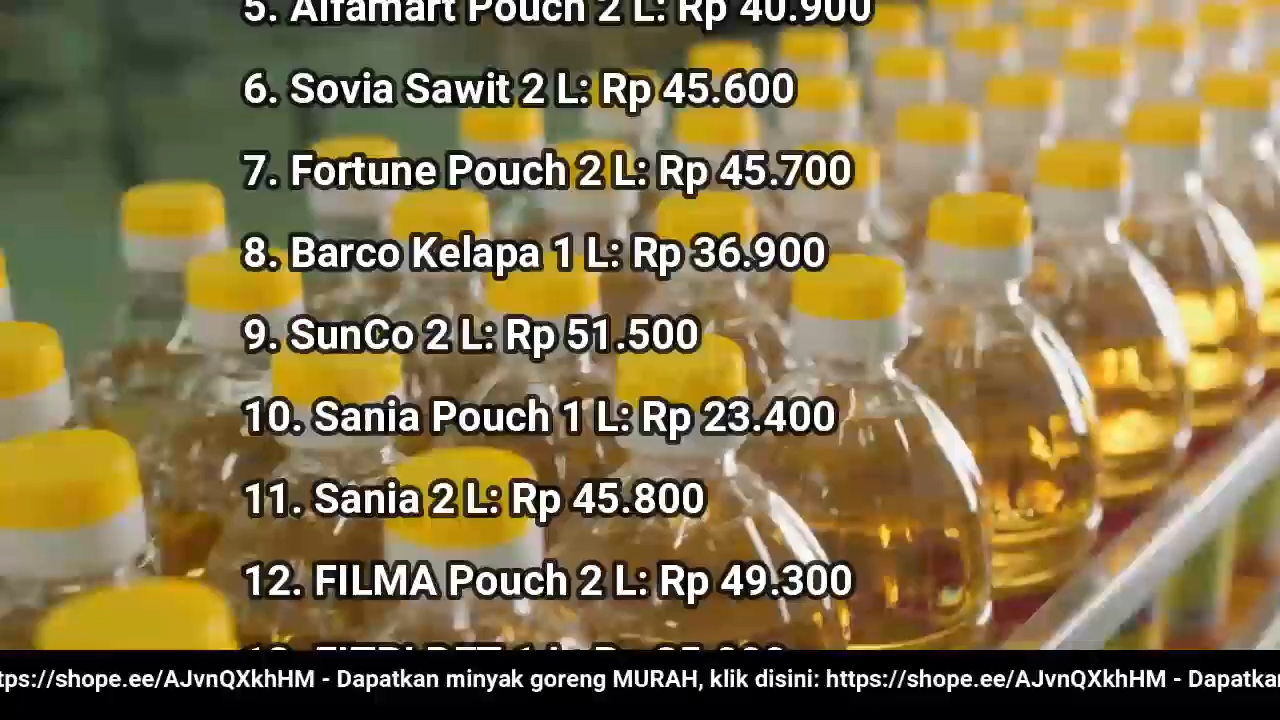 5. Alfamart Pouch 2 L: Rp 40.900
6. Sovia Sawit 2 L: Rp 45.600
7. Fortune Pouch 2 L: Rp 45.700
8. Barco Kelapa 1 L: Rp 36.900
9. SunCo 2 L: Rp 51.500
10. Sania Pouch 1 L: Rp 23.400
11. Sania 2 L: Rp 45.800
12. FILMA Pouch 2 L: Rp 49.300
tps://shope.ee/AJvnQXkhHM - Dapatkan minyak goreng MURAH, klik disini: https://shope.ee/AJvnQXkhHM - Dapatka